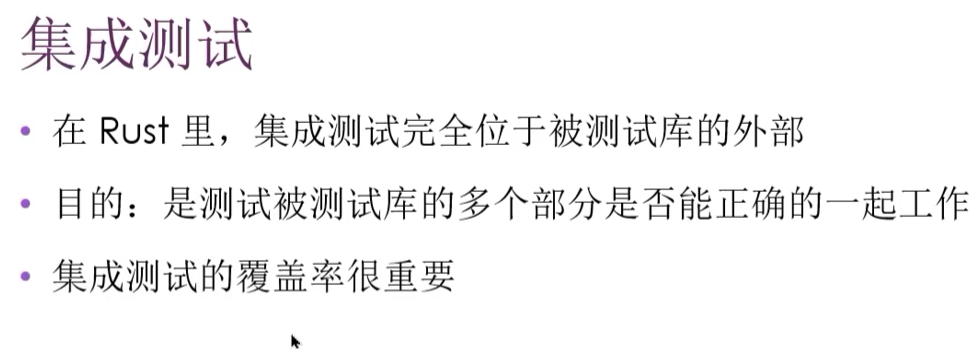 集成测试
• 在 Rust 里，集成测试完全位于被测试库的外部
• 目的：是测试被测试库的多个部分是否能正确的一起工作
• 集成测试的覆盖率很重要